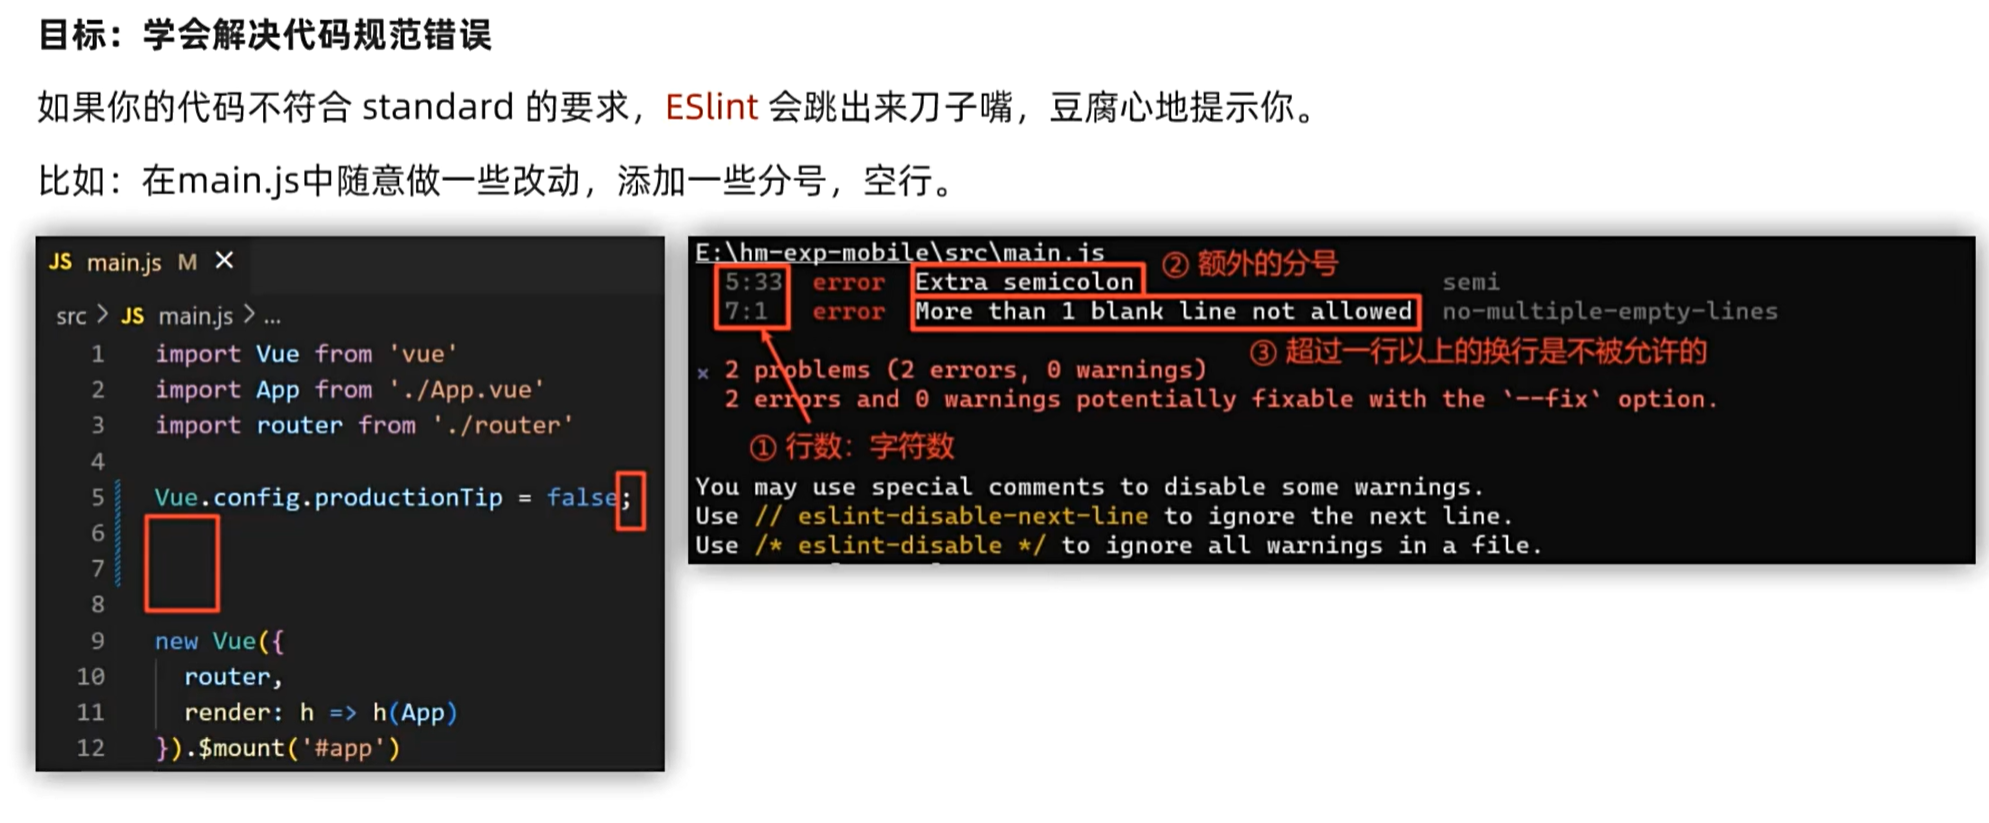 目标：学会解决代码规范错误
如果你的代码不符合 standard 的要求，ESlint 会跳出来刀子嘴，豆腐心地提示你。
比如：在main.js中随意做一些改动，添加一些分号，空行。
JS main.js M ×
src > JS main.js > ...
1 import Vue from 'vue'
2 import App from './App.vue'
3 import router from './router'
4
5 Vue.config.productionTip = false;
6
7
8
9 new Vue({
10 router,
11 render: h => h(App)
12 }).$mount('#app')
E:\hm-exp-mobile\src\main.js
② 额外的分号
5:33 error Extra semicolon semi
7:1 error More than 1 blank line not allowed no-multiple-empty-lines
③ 超过一行以上的换行是不被允许的
× 2 problems (2 errors, 0 warnings)
2 errors and 0 warnings potentially fixable with the `--fix` option.
① 行数：字符数
You may use special comments to disable some warnings.
Use // eslint-disable-next-line to ignore the next line.
Use /* eslint-disable */ to ignore all warnings in a file.